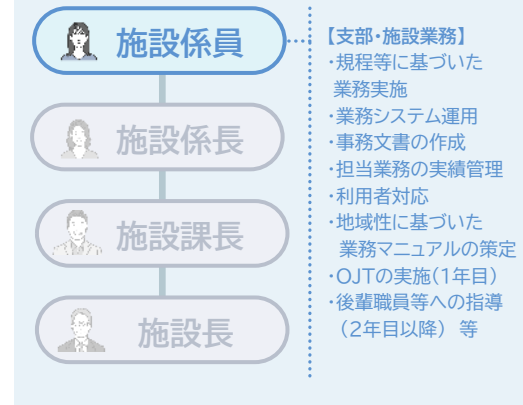 施設係員
施設係長
施設課長
施設長
【支部・施設業務】
・規程等に基づいた
業務実施
・業務システム運用
・事務文書の作成
・担当業務の実績管理
・利用者対応
・地域性に基づいた
業務マニュアルの策定
・OJTの実施(1年目)
・後輩職員等への指導
(2年目以降) 等